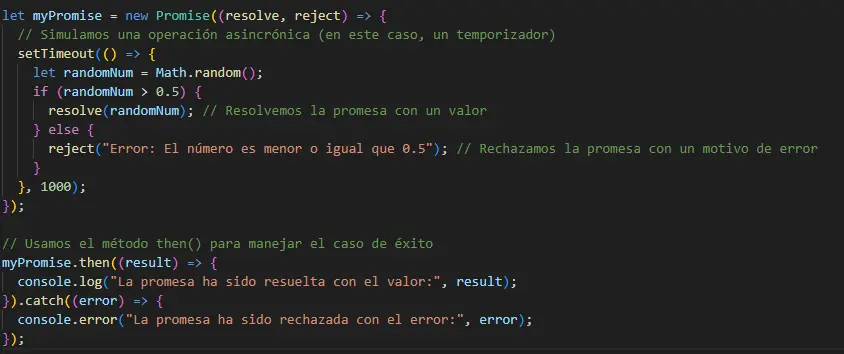 let myPromise = new Promise((resolve, reject) => {
  // Simulamos una operación asincrónica (en este caso, un temporizador)
  setTimeout(() => {
    let randomNum = Math.random();
    if (randomNum > 0.5) {
      resolve(randomNum); // Resolvemos la promesa con un valor
    } else {
      reject("Error: El número es menor o igual que 0.5"); // Rechazamos la promesa con un motivo de error
    }
  }, 1000);
});

// Usamos el método then() para manejar el caso de éxito
myPromise.then((result) => {
  console.log("La promesa ha sido resuelta con el valor:", result);
}).catch((error) => {
  console.error("La promesa ha sido rechazada con el error:", error);
});